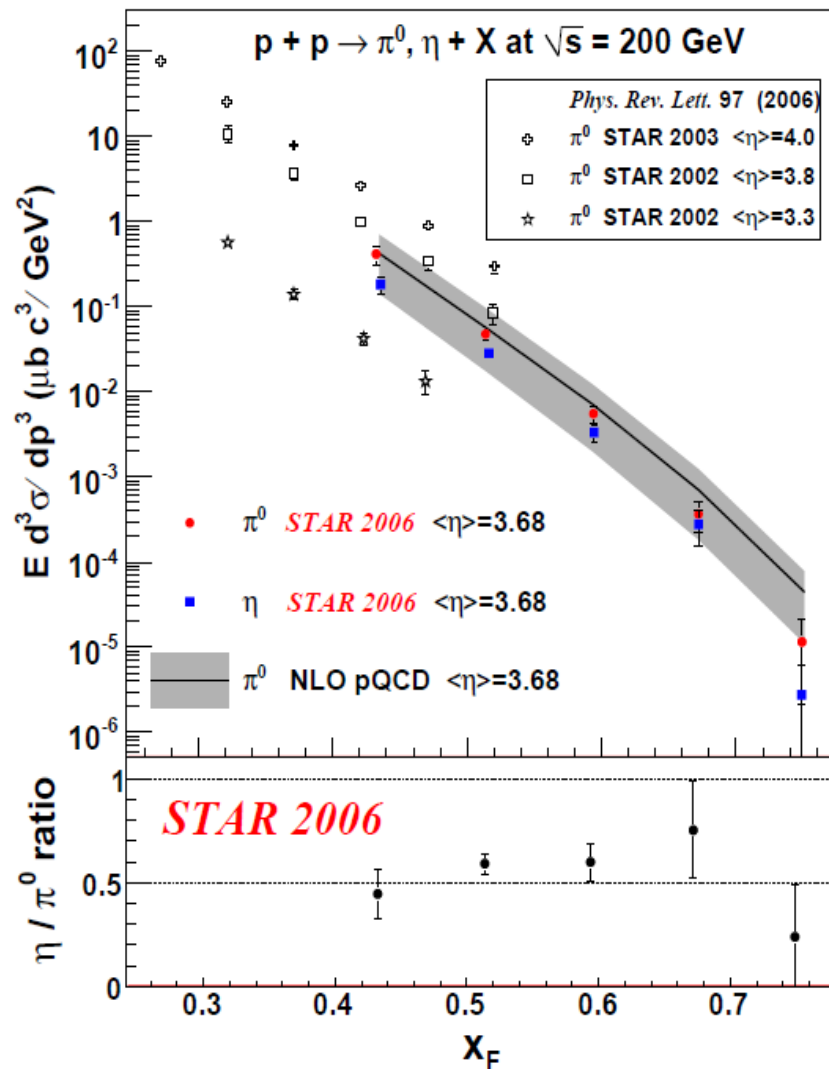 p + p → π⁰, η + X at √s = 200 GeV
Phys. Rev. Lett. 97 (2006)
π⁰ STAR 2003 <η>=4.0
π⁰ STAR 2002 <η>=3.8
π⁰ STAR 2002 <η>=3.3
E d³σ/ dp³ (μb c³/ GeV²)
10²
10
1
10⁻¹
10⁻²
10⁻³
10⁻⁴
10⁻⁵
10⁻⁶
π⁰ STAR 2006 <η>=3.68
η STAR 2006 <η>=3.68
π⁰ NLO pQCD <η>=3.68
η / π⁰ ratio
1
0.5
0
STAR 2006
0.3 0.4 0.5 0.6 0.7
X_F